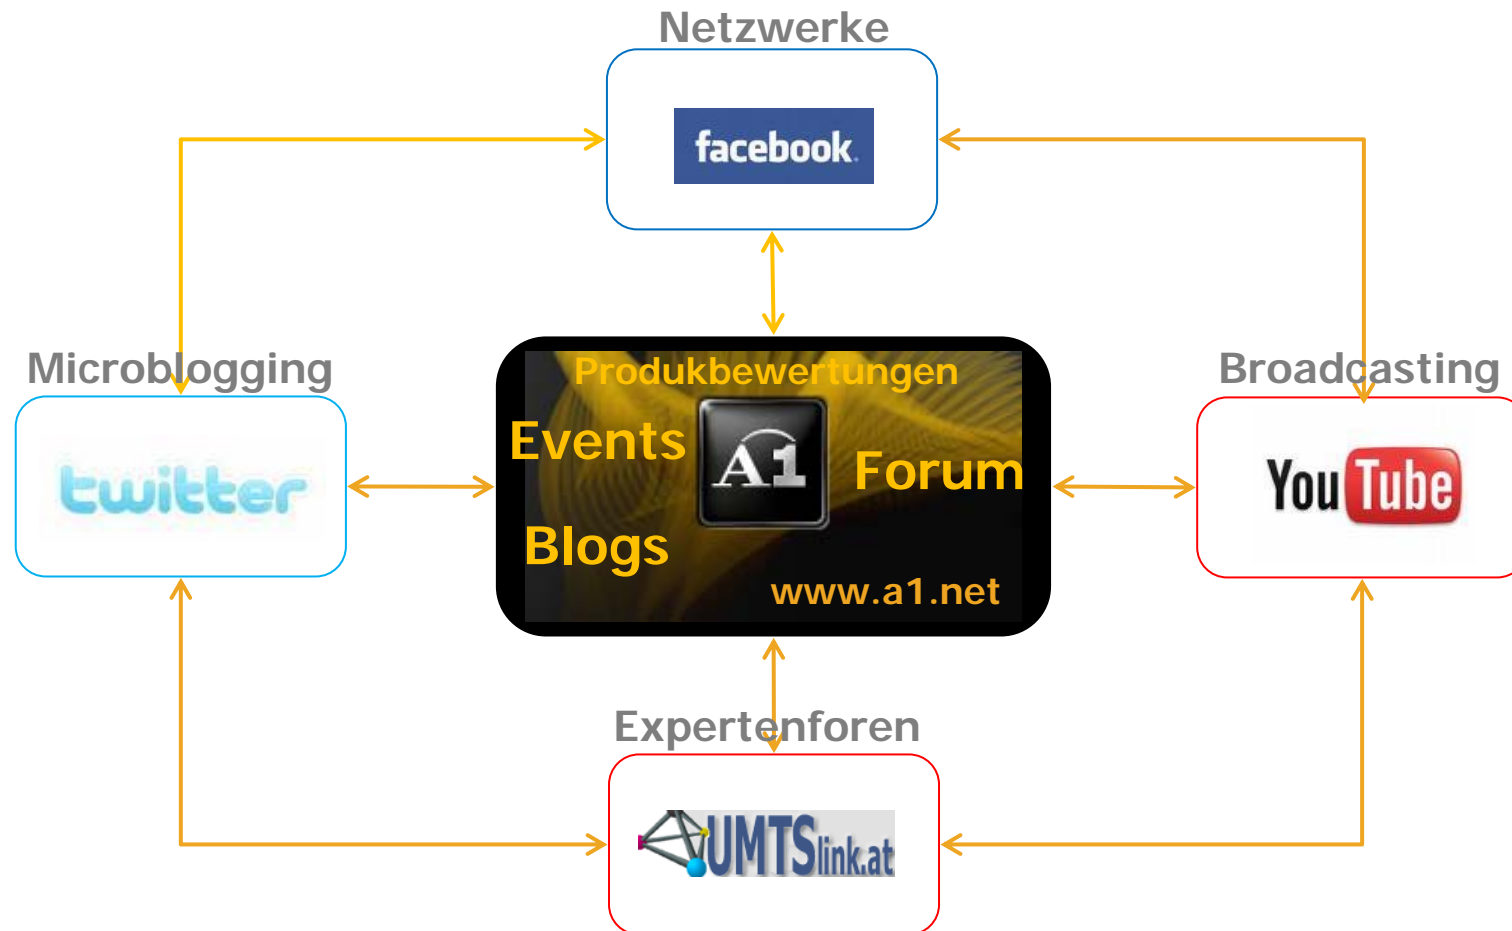 Netzwerke
facebook.
Microblogging
Broadcasting
Produkbewertungen
Events
A1
Forum
twitter
You Tube
Blogs
www.a1.net
Expertenforen
UMTSlink.at